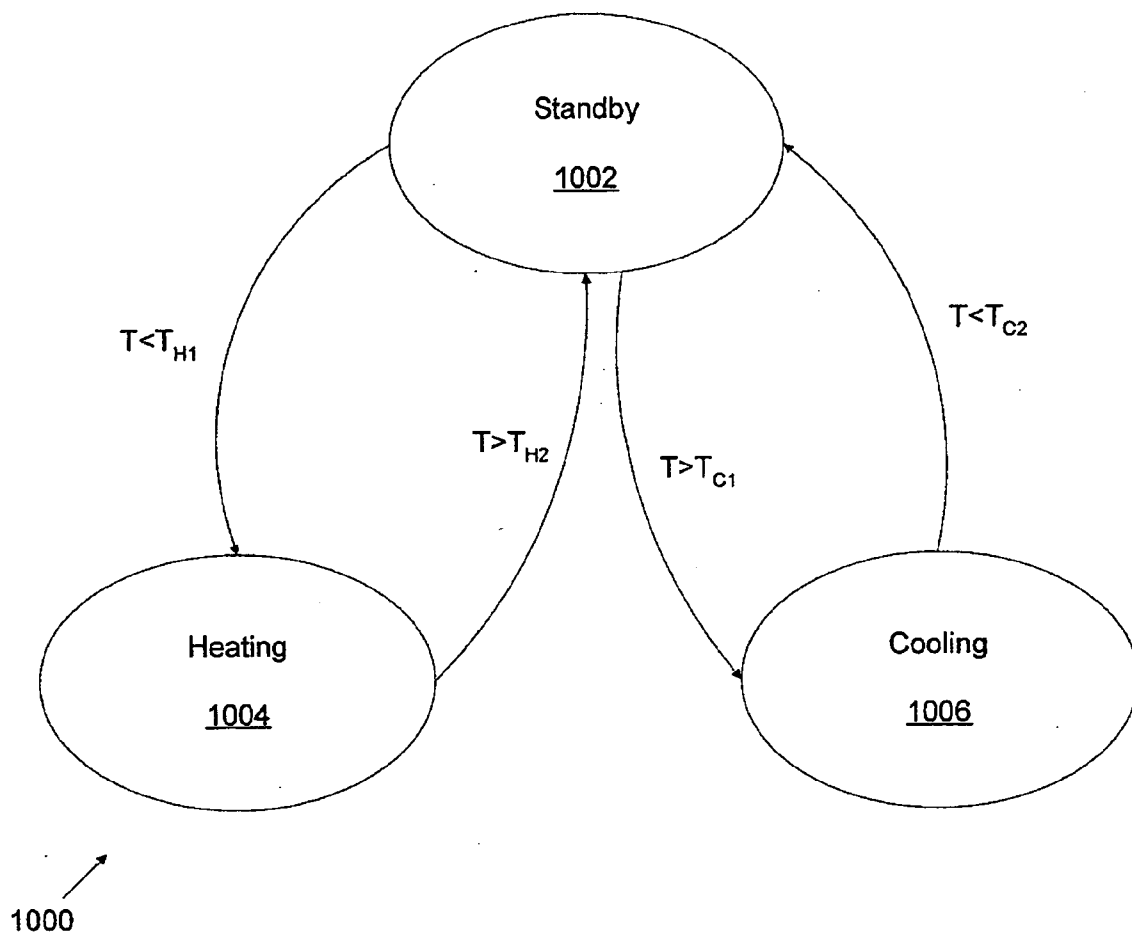 Standby
1002
T<T_H1
T<T_C2
T>T_H2
T>T_C1
Heating
1004
Cooling
1006
1000